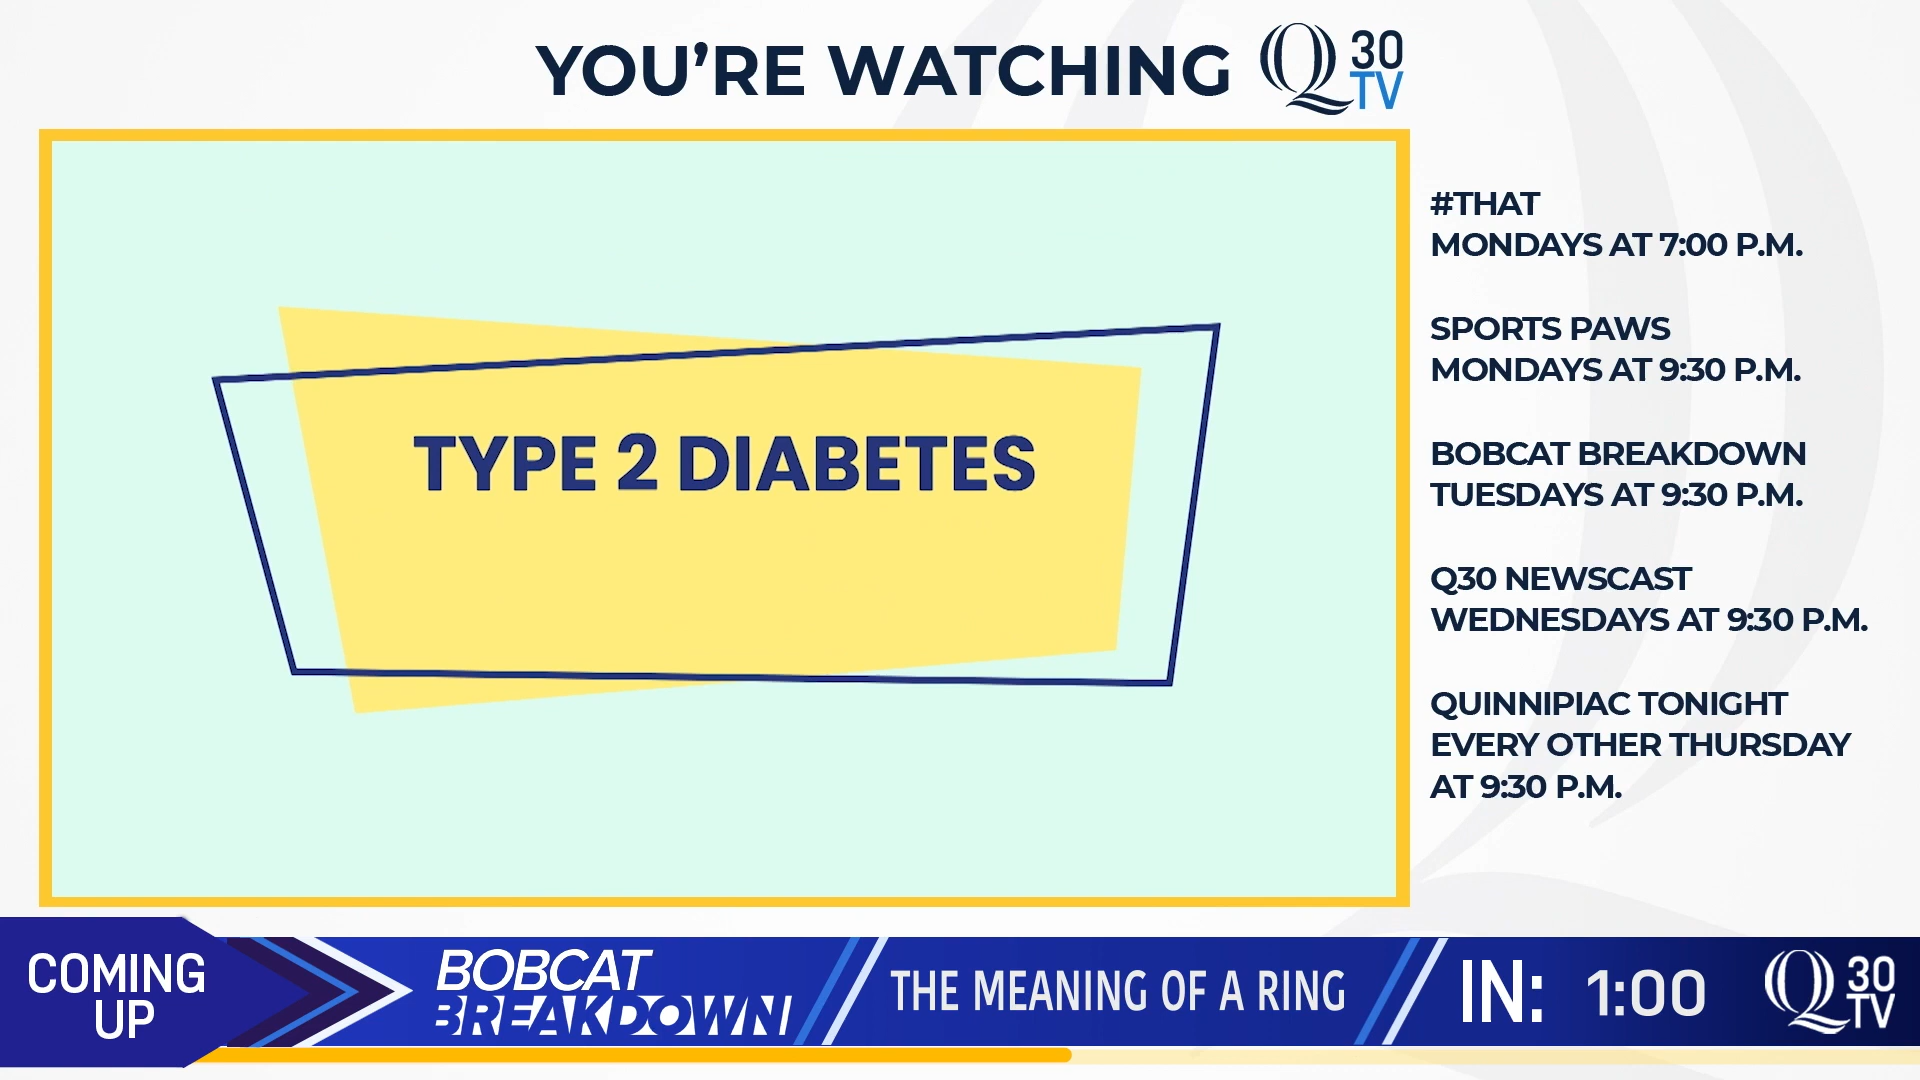 YOU'RE WATCHING Q 30 TV
TYPE 2 DIABETES
#THAT
MONDAYS AT 7:00 P.M.
SPORTS PAWS
MONDAYS AT 9:30 P.M.
BOBCAT BREAKDOWN
TUESDAYS AT 9:30 P.M.
Q30 NEWSCAST
WEDNESDAYS AT 9:30 P.M.
QUINNIPIAC TONIGHT
EVERY OTHER THURSDAY
AT 9:30 P.M.
COMING
UP
BOBCAT
BREAKDOWN
THE MEANING OF A RING
IN: 1:00
Q 30 TV